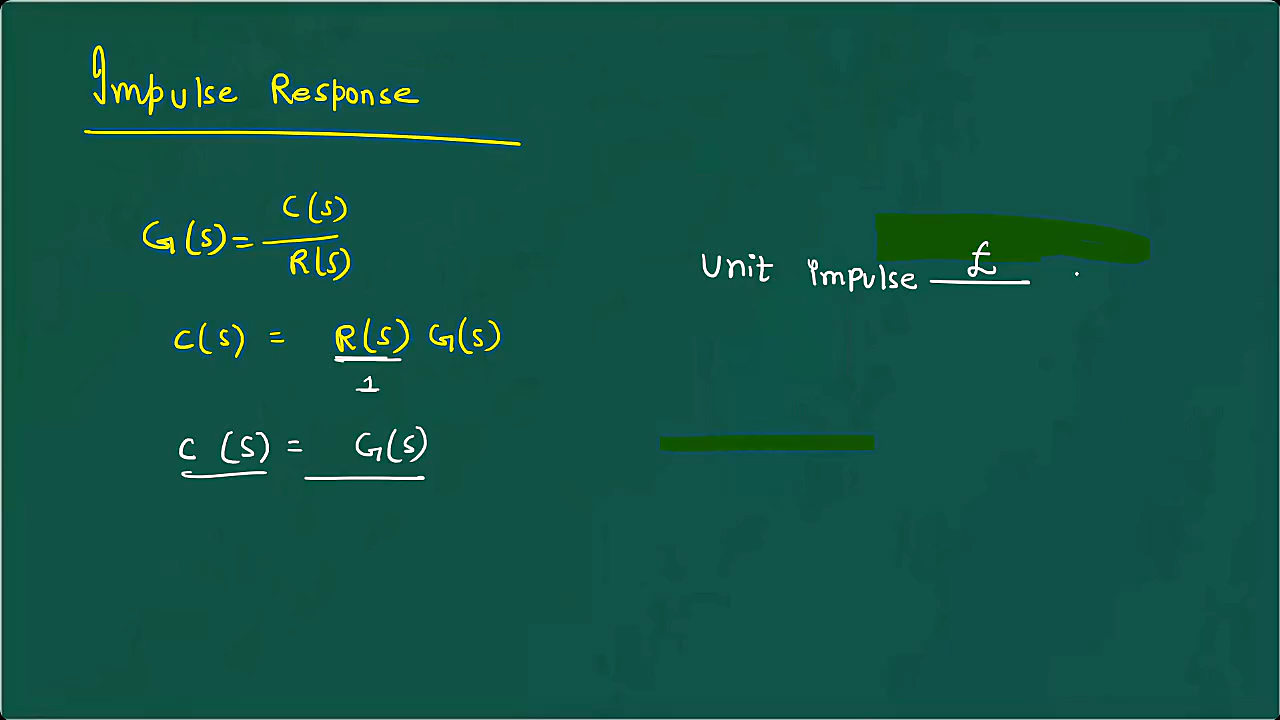 Impulse Response
G(s) = C(s) / R(s)
C(s) = R(s) G(s)
1
C (S) = G(s)
Unit impulse £